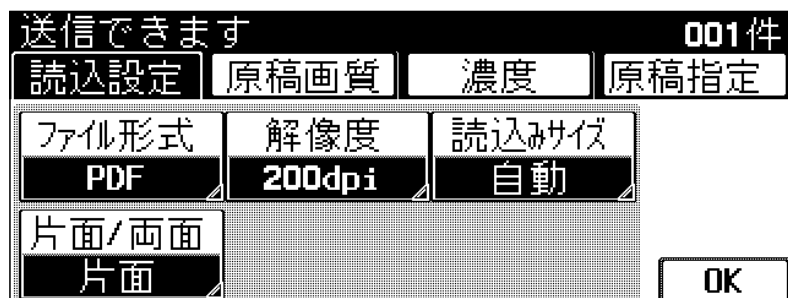 送信できます 001件
読込設定 原稿画質 濃度 原稿指定
ファイル形式 解像度 読込みサイズ
PDF 200dpi 自動
片面/両面
片面 OK